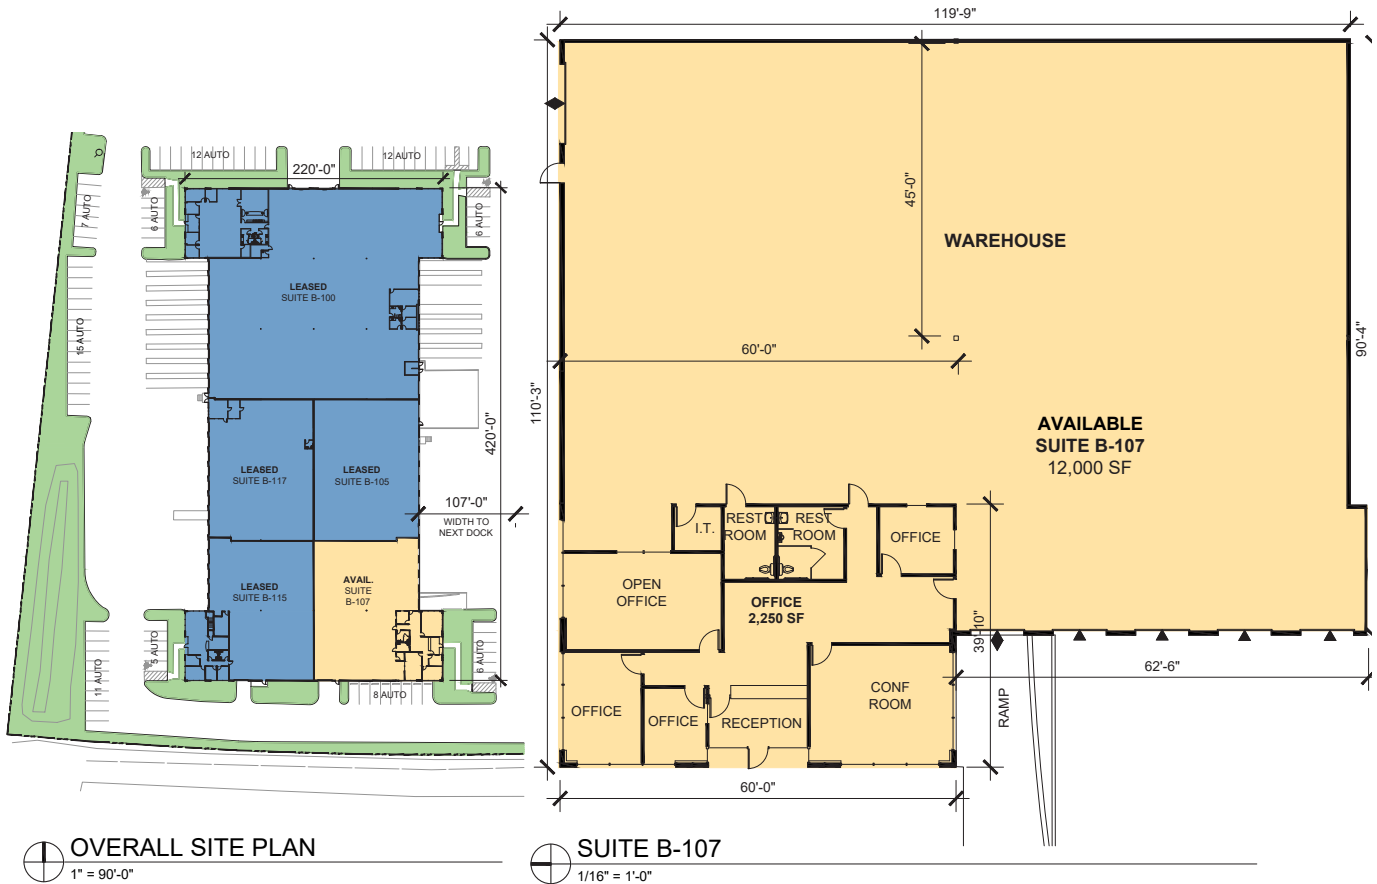 12 AUTO
12 AUTO
220'-0"
7 AUTO
6 AUTO
6 AUTO
LEASED
SUITE B-100
15 AUTO
420'-0"
LEASED
SUITE B-117
LEASED
SUITE B-105
107'-0"
WIDTH TO
NEXT DOCK
LEASED
SUITE B-115
AVAIL.
SUITE
B-107
5 AUTO
11 AUTO
6 AUTO
8 AUTO
OVERALL SITE PLAN
1" = 90'-0"
119'-9"
45'-0"
WAREHOUSE
60'-0"
90'-4"
110'-3"
AVAILABLE
SUITE B-107
12,000 SF
I.T.
REST
ROOM
REST
ROOM
OFFICE
OPEN
OFFICE
OFFICE
2,250 SF
39'-10"
62'-6"
CONF
ROOM
RAMP
OFFICE
OFFICE
RECEPTION
60'-0"
SUITE B-107
1/16" = 1'-0"